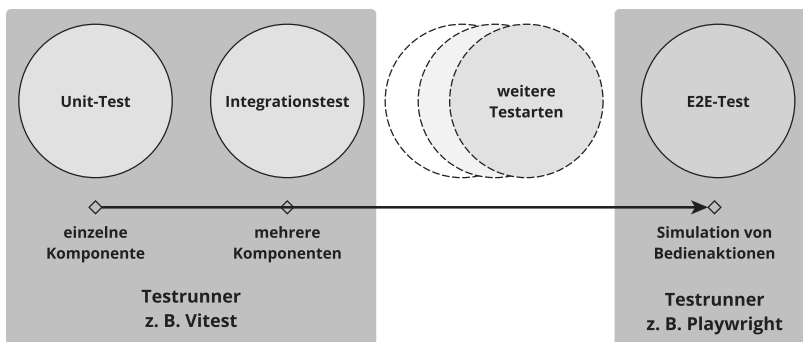 Unit-Test
Integrationstest
weitere
Testarten
E2E-Test
einzelne
Komponente
mehrere
Komponenten
Simulation von
Bedienaktionen
Testrunner
z. B. Vitest
Testrunner
z. B. Playwright